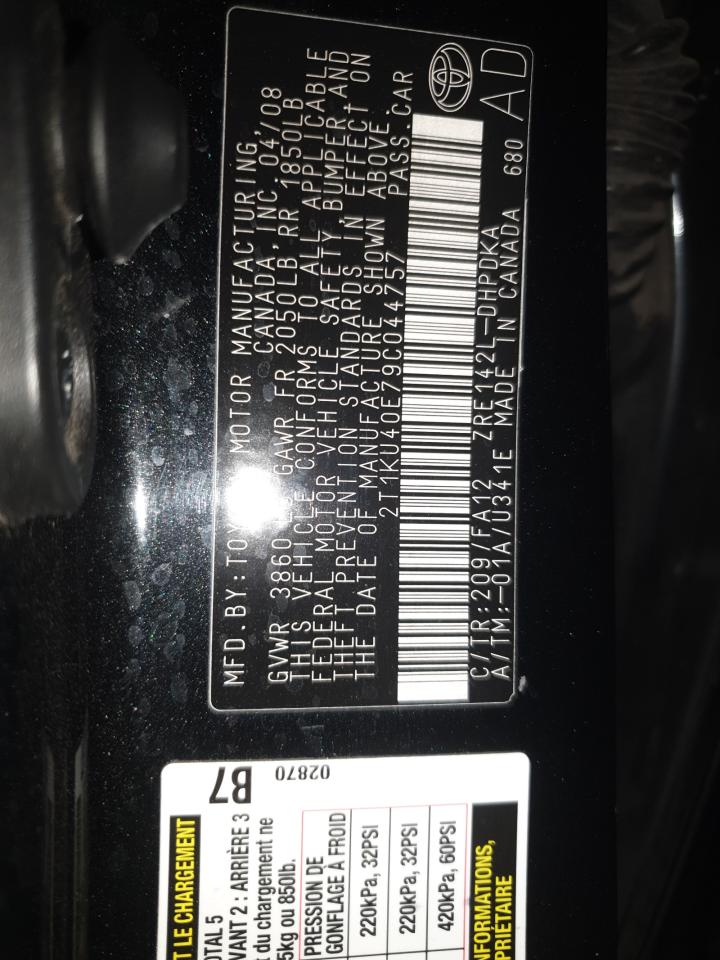 MFD.BY:TOY MOTOR MANUFACTURING,
CANADA,INC. 04/08
GVWR 3860 GAWR FR 2050LB,RR 1850LB
THIS VEHICLE CONFORMS TO ALL APPLICABLE
FEDERAL MOTOR VEHICLE SAFETY, BUMPER AND
THEFT PREVENTION STANDARDS IN EFFECT ON
THE DATE OF MANUFACTURE SHOWN ABOVE.
2T1KU40E79C044757 PASS.CAR
C/TR:209/FA12 ZRE142L-DHPDKA
A/TM:-01A/U341E MADE IN CANADA 680
AD
B7
02870
T LE CHARGEMENT
OTAL 5
VANT 2 : ARRIÈRE 3
t du chargement ne
5kg ou 850lb.
PRESSION DE
GONFLAGE À FROID
220kPa, 32PSI
220kPa, 32PSI
420kPa, 60PSI
NFORMATIONS,
PRIÉTAIRE